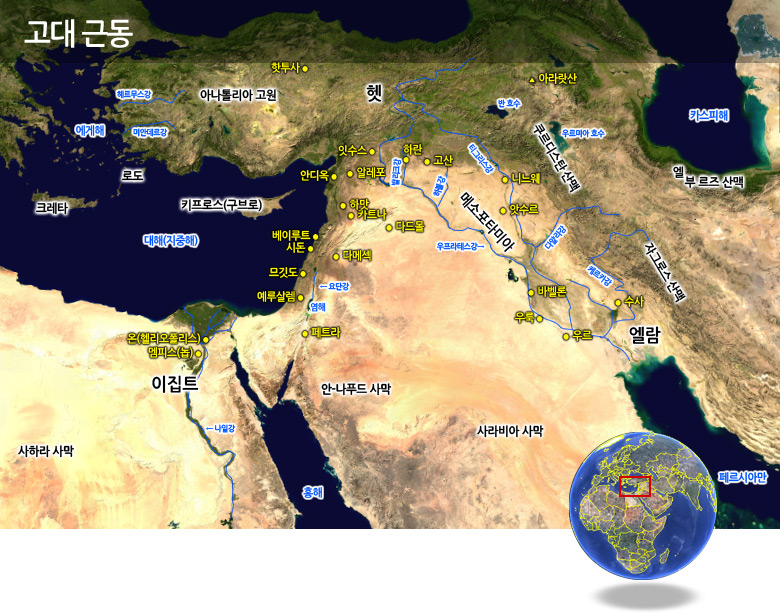 고대 근동
핫투사
아라랏산
헤르무스강
아나톨리아 고원
헷
반 호수
카스피해
에게해
미안데르강
쿠르디스탄 산맥
우르미아 호수
잇수스
하란
고산
티그리스강
엘
부르즈 산맥
로도
안디옥
알레포
발리크강
하볼강
니느웨
크레타
키프로스(구브로)
하맛
카트나
메소포타미아
앗수르
다드몰
대해(지중해)
베이루트
시돈
우프라테스강→
디얄라강
자그로스 산맥
다메섹
므깃도
←요단강
케르카강
예루살렘
염해
바벨론
수사
우룩
온(헬리오폴리스)
페트라
우르
엘람
멤피스(놉)
이집트
안-나푸드 사막
←나일강
사라비아 사막
사하라 사막
홍해
페르시아만